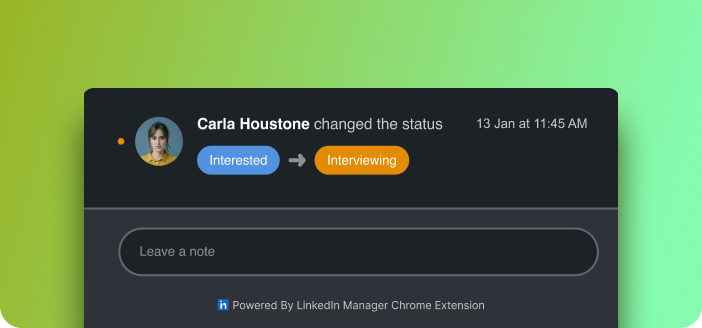 Carla Houstone changed the status 13 Jan at 11:45 AM
Interested ➜ Interviewing
Leave a note
in Powered By LinkedIn Manager Chrome Extension